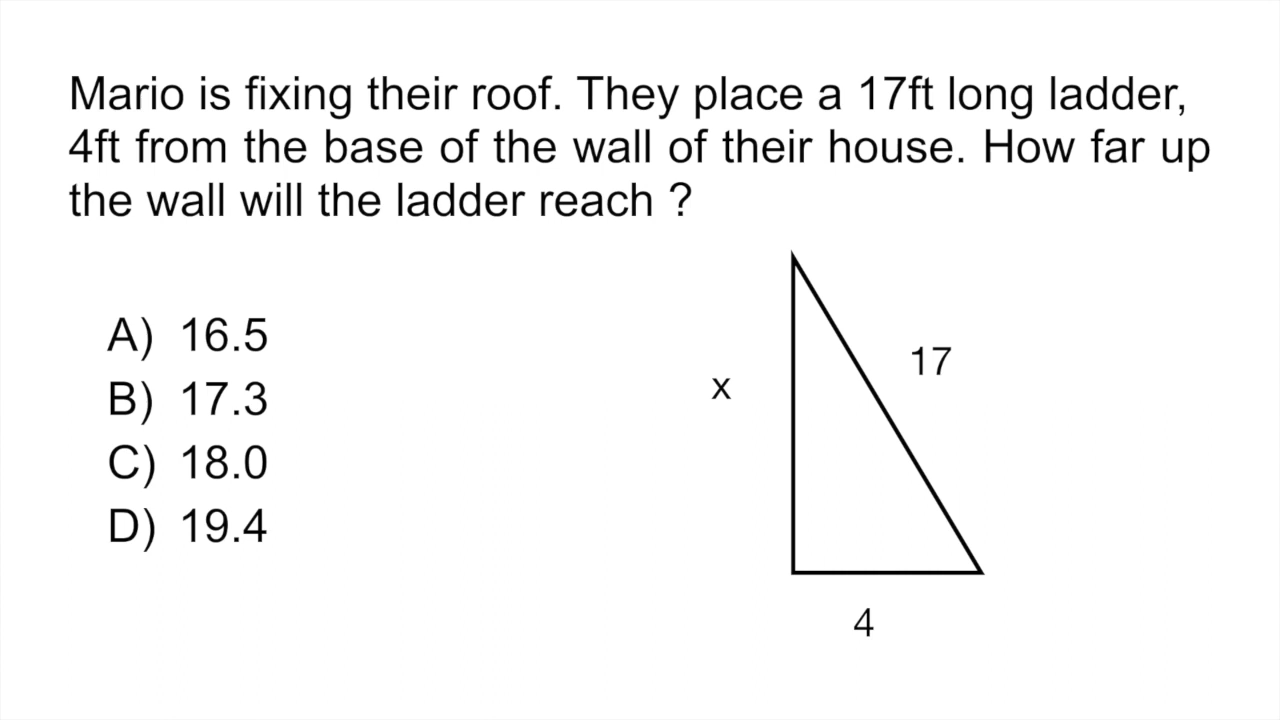 Mario is fixing their roof. They place a 17ft long ladder,
4ft from the base of the wall of their house. How far up
the wall will the ladder reach ?
A) 16.5
B) 17.3
C) 18.0
D) 19.4
17
x
4